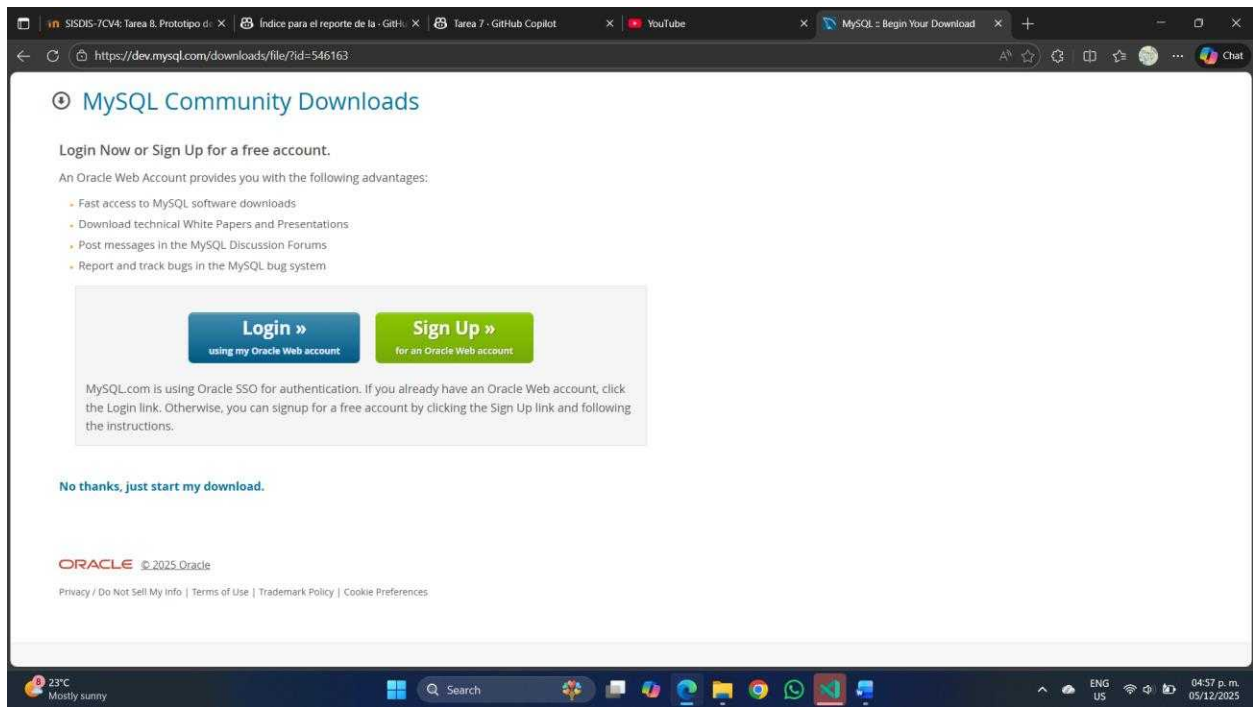 SISDIS-7CV4: Tarea 8. Prototipo de
Índice para el reporte de la · GitHu
Tarea 7 · GitHub Copilot
YouTube
MySQL :: Begin Your Download
https://dev.mysql.com/downloads/file/?id=546163
Chat
MySQL Community Downloads
Login Now or Sign Up for a free account.
An Oracle Web Account provides you with the following advantages:
Fast access to MySQL software downloads
Download technical White Papers and Presentations
Post messages in the MySQL Discussion Forums
Report and track bugs in the MySQL bug system
Login »
using my Oracle Web account
Sign Up »
for an Oracle Web account
MySQL.com is using Oracle SSO for authentication. If you already have an Oracle Web account, click
the Login link. Otherwise, you can signup for a free account by clicking the Sign Up link and following
the instructions.
No thanks, just start my download.
ORACLE © 2025 Oracle
Privacy / Do Not Sell My Info | Terms of Use | Trademark Policy | Cookie Preferences
8
23°C
Mostly sunny
Search
ENG
US
04:57 p. m.
05/12/2025